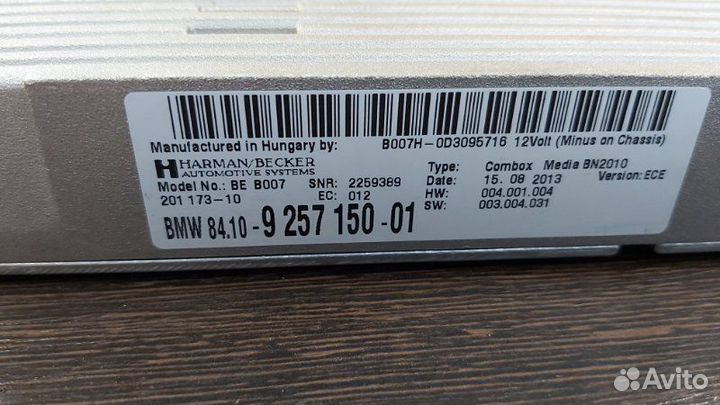 Manufactured in Hungary by:
B007H-0D3095716 12Volt (Minus on Chassis)
HARMAN/BECKER
AUTOMOTIVE SYSTEMS
Type: Combox Media BN2010
Model No.: BE B007 SNR: 2259389
Date: 15. 08 2013 Version: ECE
201 173-10 EC: 012
HW: 004.001.004
SW: 003.004.031
BMW 84.10-9 257 150-01
Avito